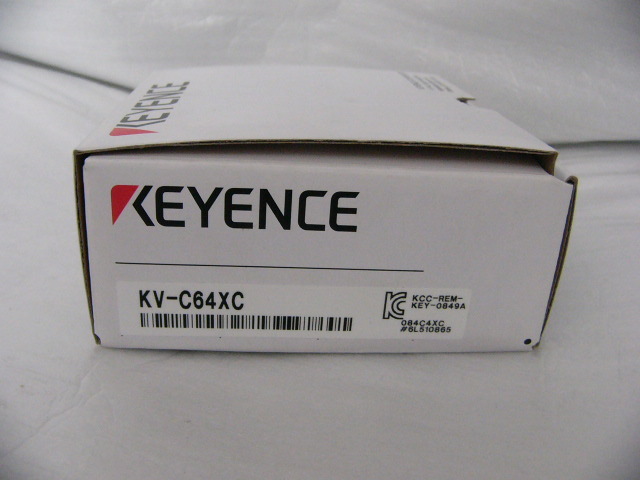 KEYENCE
KEYENCE
KV-C64XC
KCC-REM-
KEY-0849A
084C4XC
#6L510865